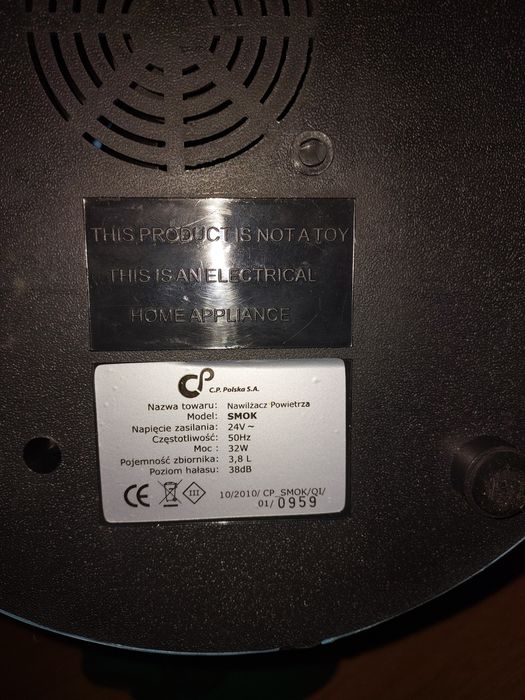 THIS PRODUCT IS NOT A TOY
THIS IS AN ELECTRICAL
HOME APPLIANCE
CP C.P. Polska S.A.
Nazwa towaru: Nawilżacz Powietrza
Model: SMOK
Napięcie zasilania: 24V ~
Częstotliwość: 50Hz
Moc : 32W
Pojemność zbiornika: 3,8 L
Poziom hałasu: 38dB
CE III 10/2010/ CP_SMOK/QI/
01/ 0959